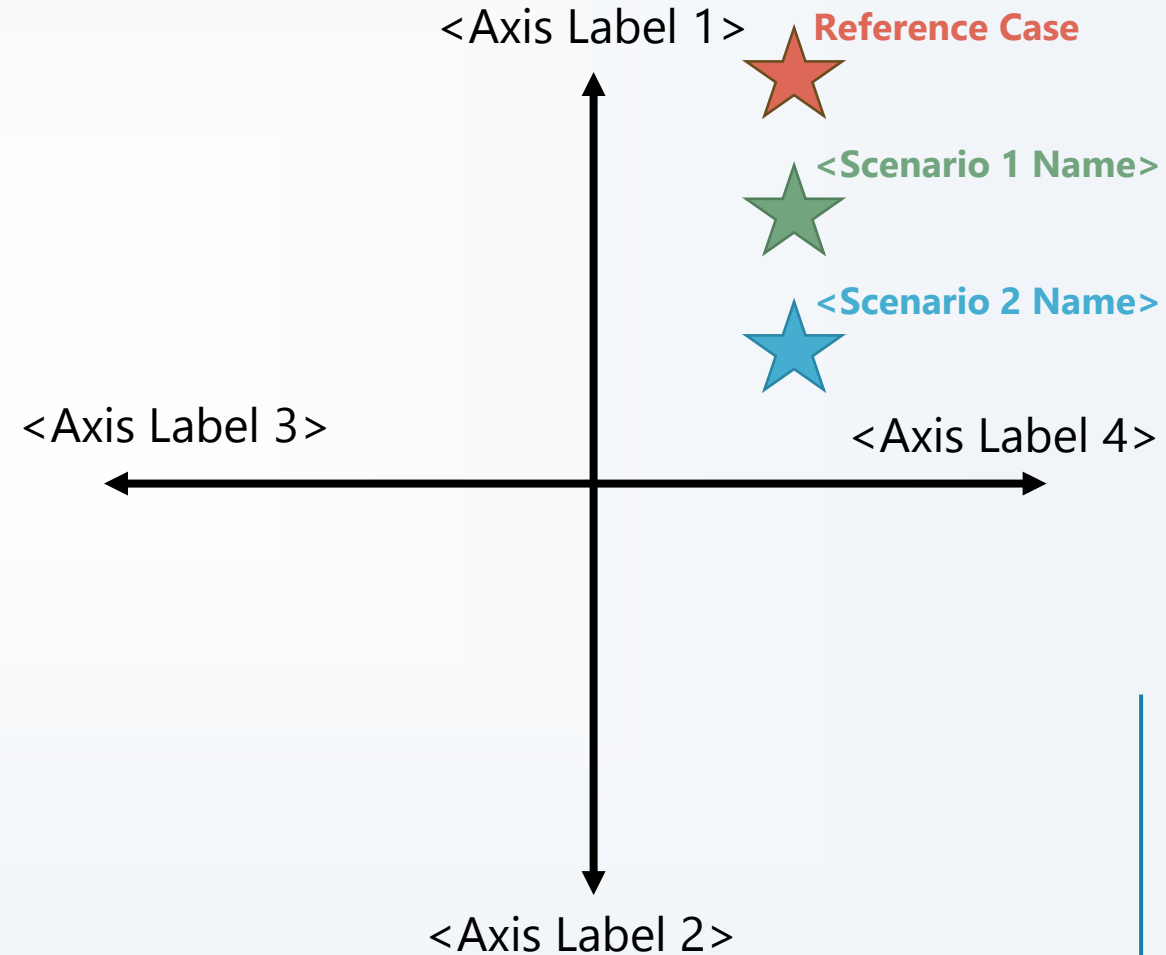 <Axis Label 1>
Reference Case
<Scenario 1 Name>
<Scenario 2 Name>
<Axis Label 3>
<Axis Label 4>
<Axis Label 2>